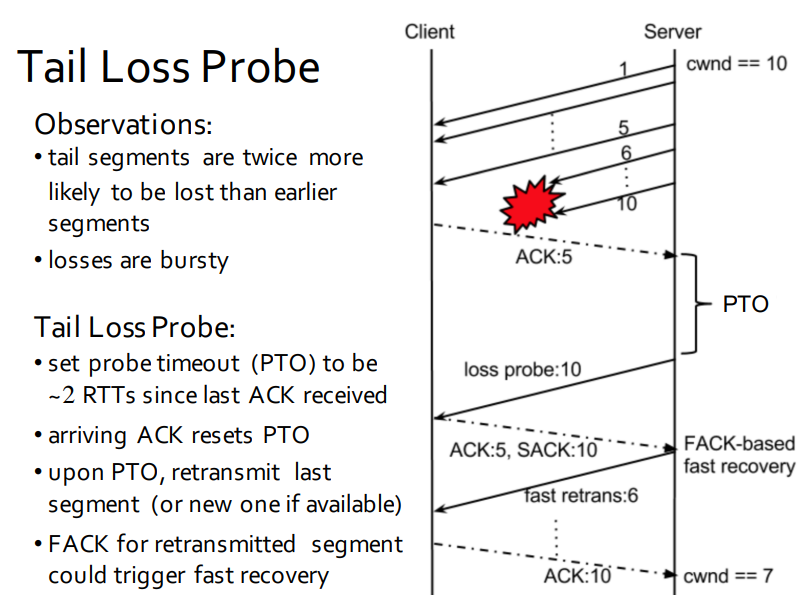 Tail Loss Probe
Observations:
• tail segments are twice more
likely to be lost than earlier
segments
• losses are bursty
Tail Loss Probe:
• set probe timeout (PTO) to be
~2 RTTs since last ACK received
• arriving ACK resets PTO
• upon PTO, retransmit last
segment (or new one if available)
• FACK for retransmitted segment
could trigger fast recovery
Client
Server
cwnd == 10
1
5
6
10
ACK:5
PTO
loss probe:10
ACK:5, SACK:10
FACK-based
fast recovery
fast retrans:6
ACK:10
cwnd == 7